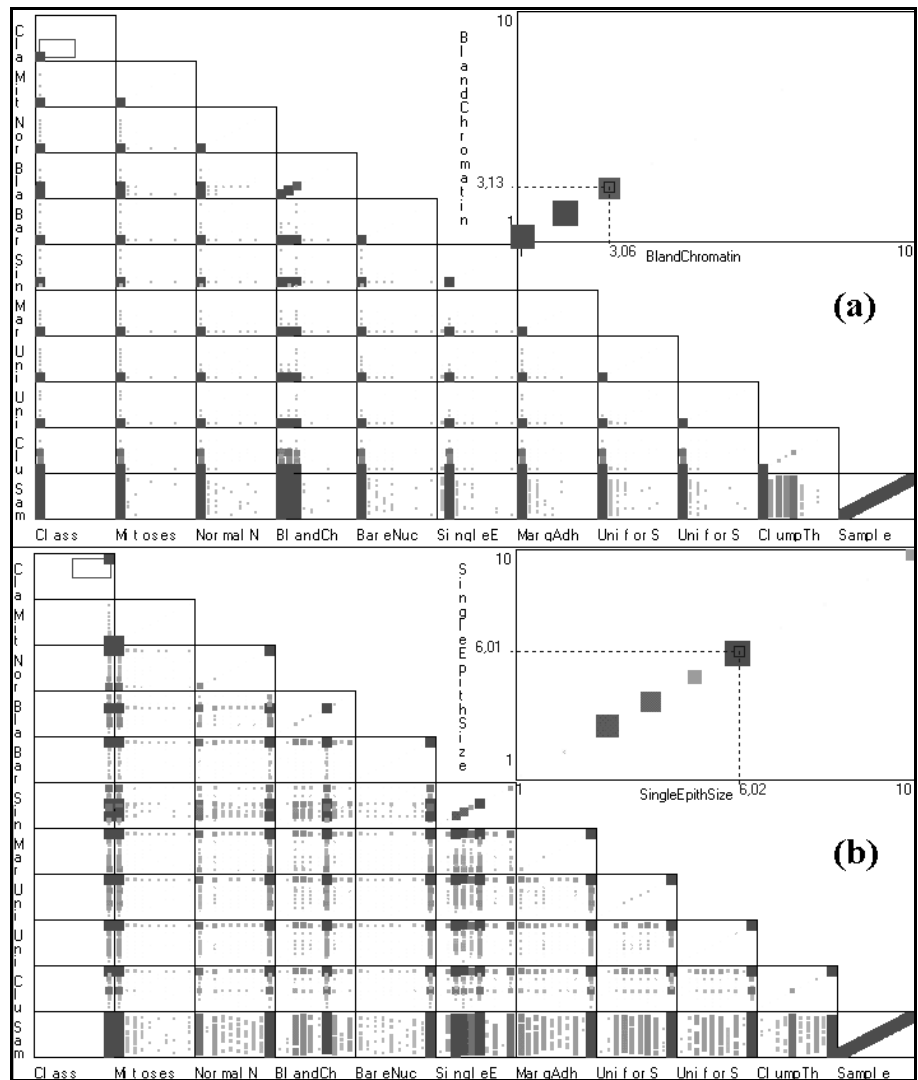 Cla
Mit
Nor
Bla
Bar
Sin
Mar
Uni
Uni
Clu
Sam
Class Mitoses Normal N BlandCh BareNuc SingleE MargAdh UniforS UniforS ClumpTh Sample
BlandChromatin
10
3,13
1
1
3,06
10
BlandChromatin
(a)
Cla
Mit
Nor
Bla
Bar
Sin
Mar
Uni
Uni
Clu
Sam
Class Mitoses Normal N BlandCh BareNuc SingleE MargAdh UniforS UniforS ClumpTh Sample
SingleEpithSize
10
6,01
1
1
6,02
10
SingleEpithSize
(b)